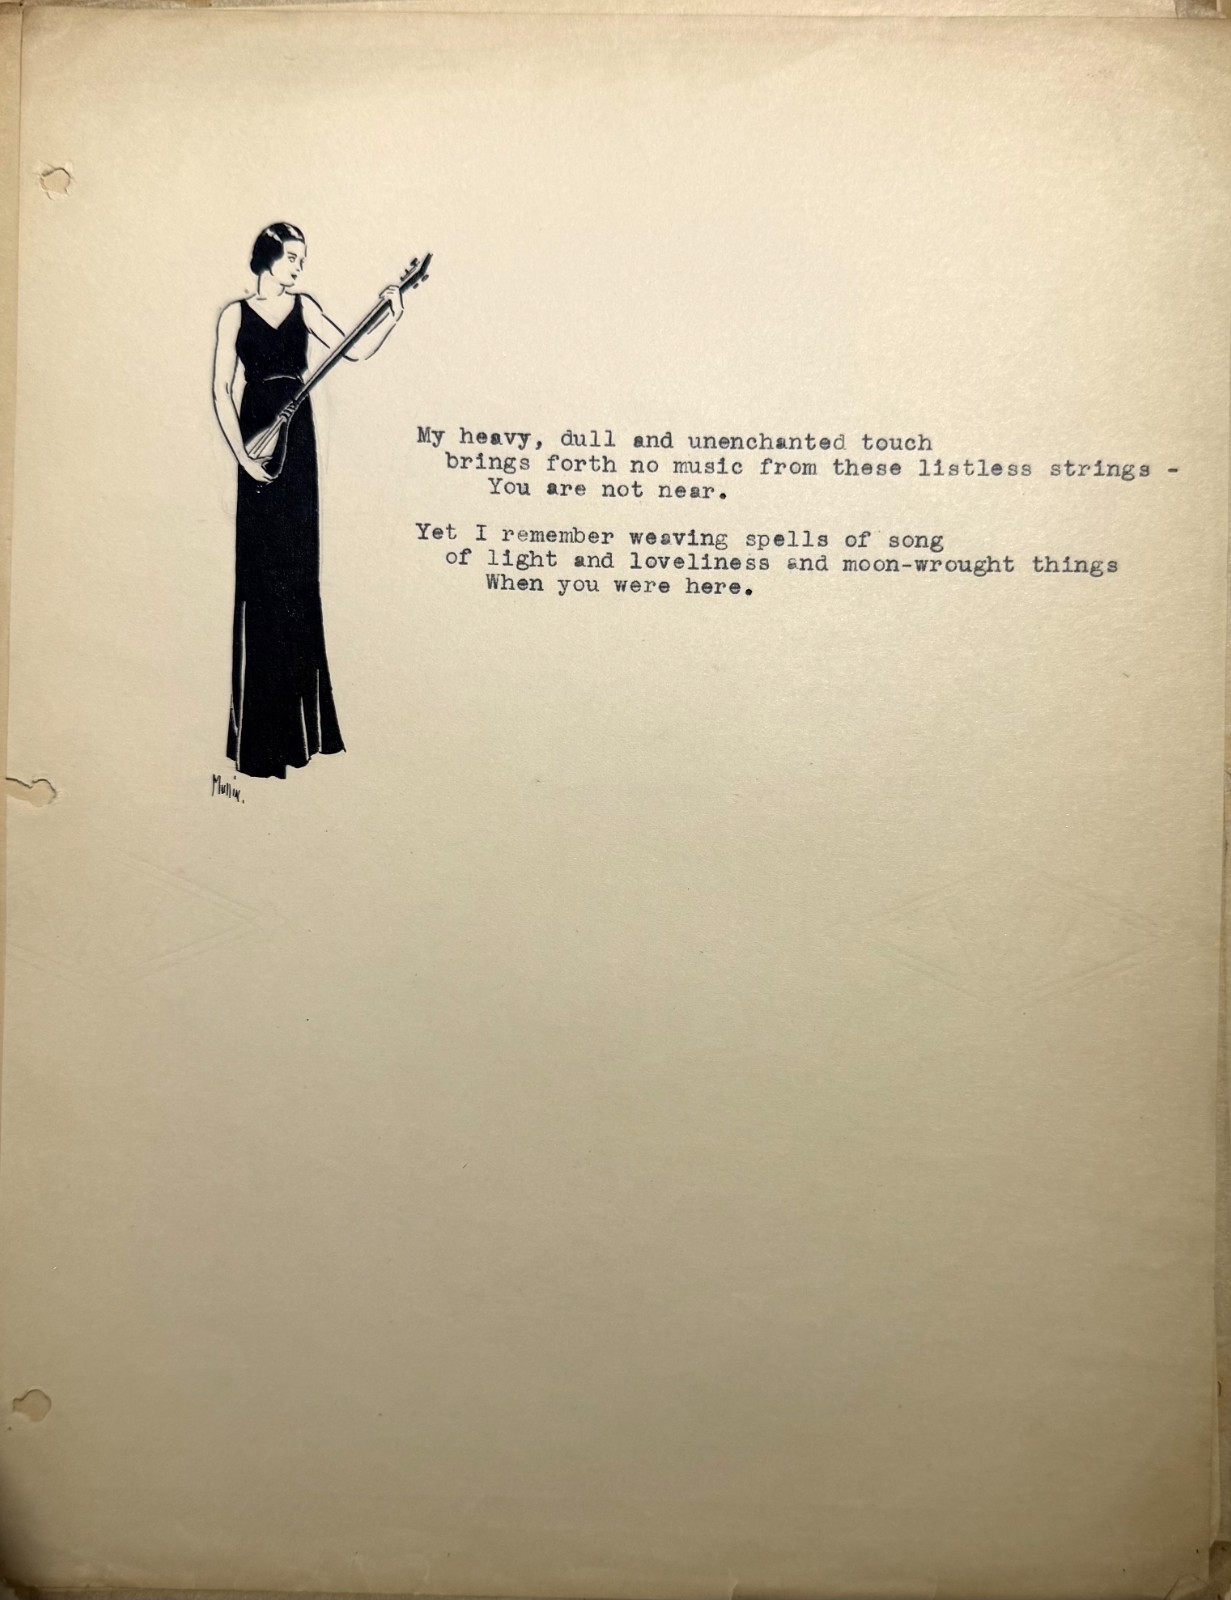 My heavy, dull and unenchanted touch
brings forth no music from these listless strings -
You are not near.
Yet I remember weaving spells of song
of light and loveliness and moon-wrought things
When you were here.